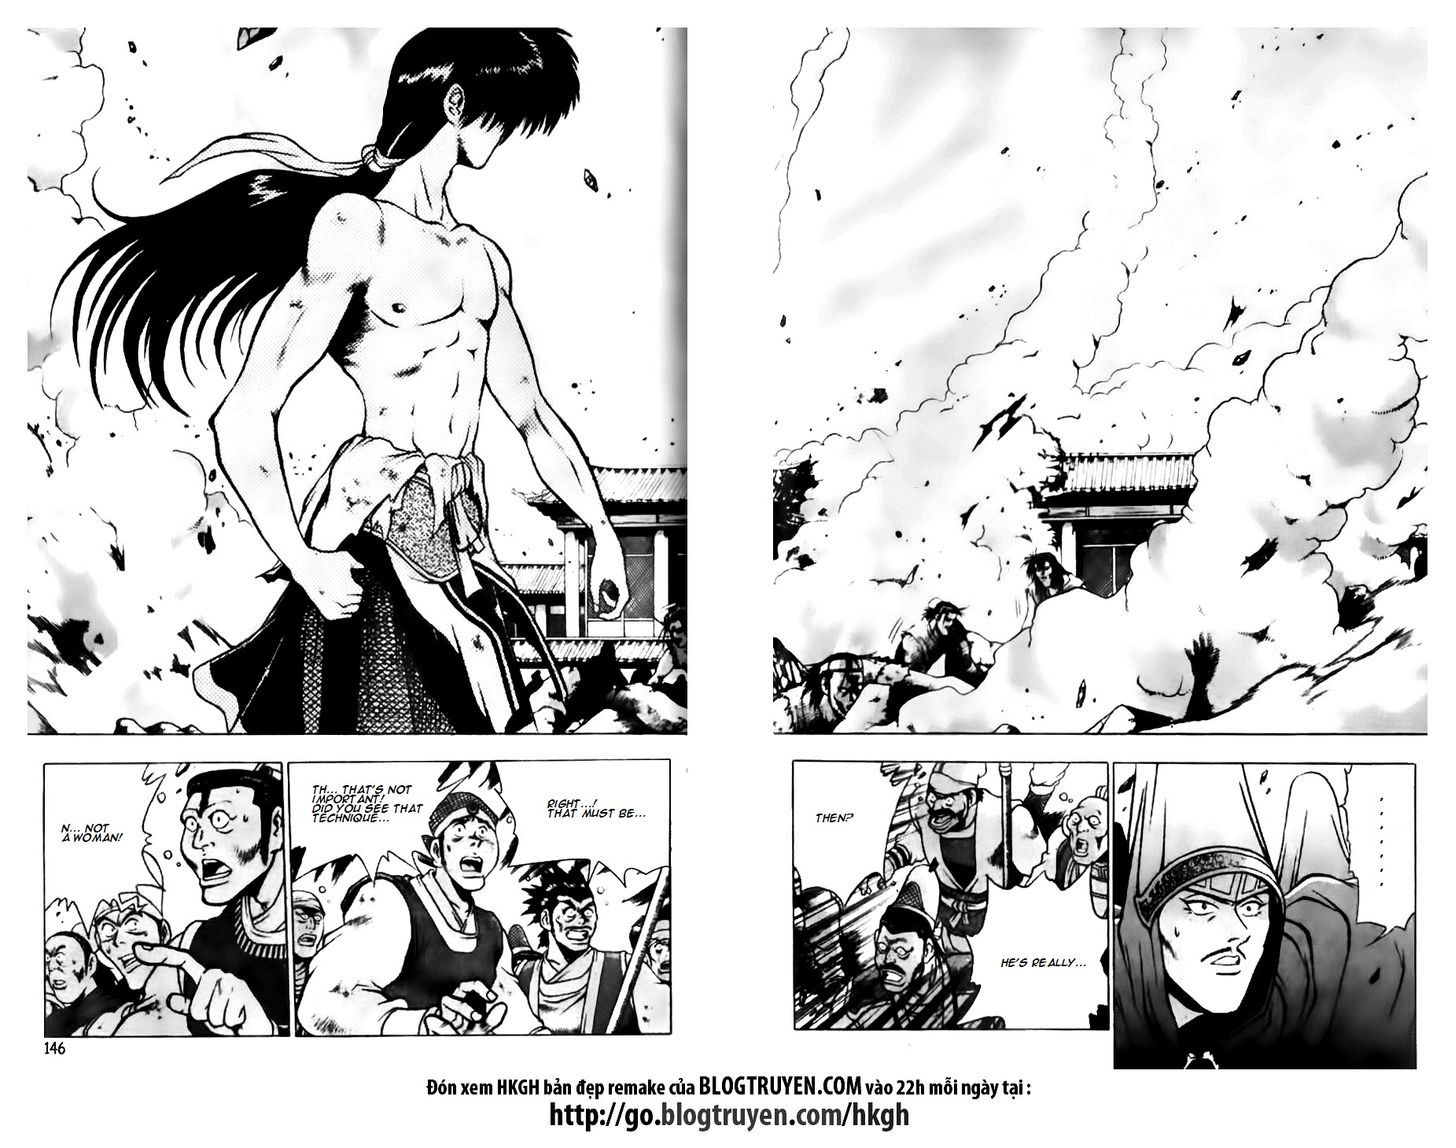 N... NOT
A WOMAN!
TH... THAT'S NOT
IMPORTANT!
DID YOU SEE THAT
TECHNIQUE...
RIGHT...!
THAT MUST BE...
THEN?
HE'S REALLY...
......
146
Đón xem HKGH bản đẹp remake của BLOGTRUYEN.COM vào 22h mỗi ngày tại :
http://go.blogtruyen.com/hkgh